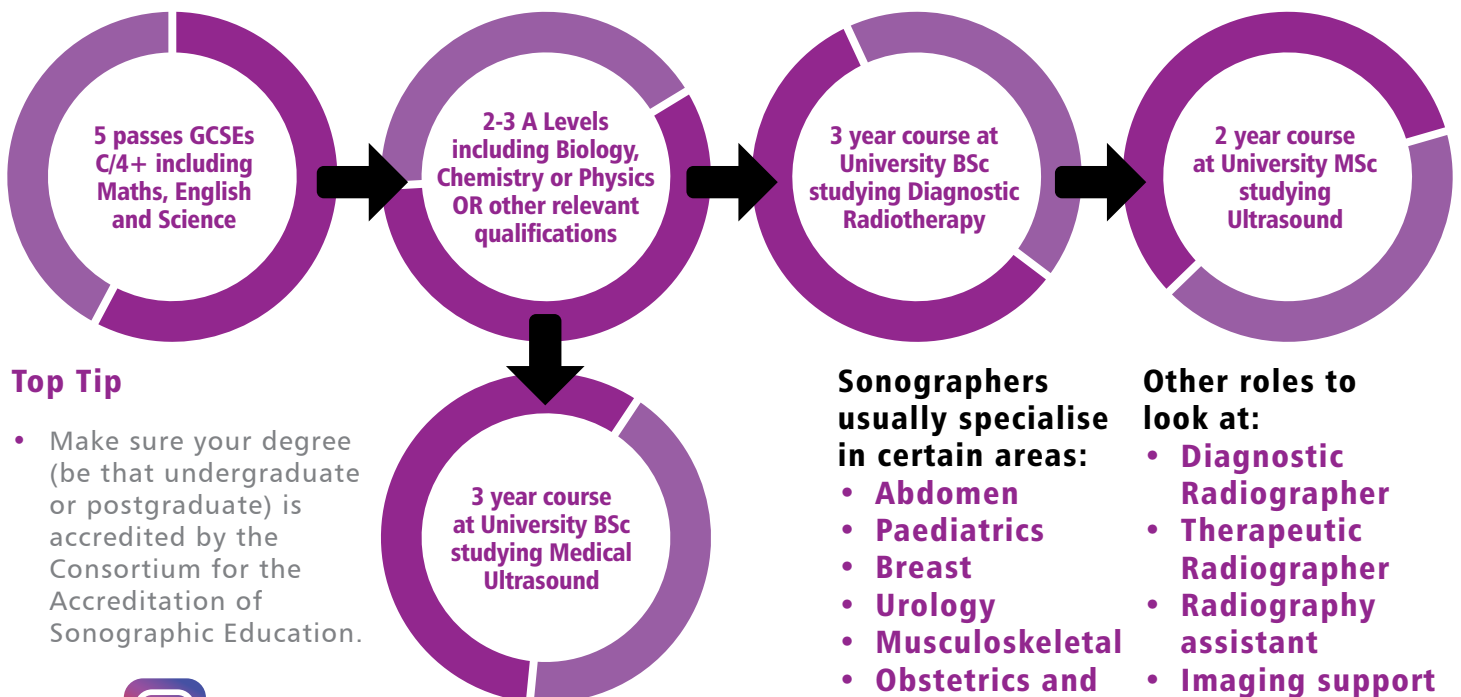 5 passes GCSEs
C/4+ including
Maths, English
and Science
2-3 A Levels
including Biology,
Chemistry or Physics
OR other relevant
qualifications
3 year course at
University BSc
studying Diagnostic
Radiotherapy
2 year course
at University MSc
studying
Ultrasound
Top Tip
• Make sure your degree
(be that undergraduate
or postgraduate) is
accredited by the
Consortium for the
Accreditation of
Sonographic Education.
3 year course
at University BSc
studying Medical
Ultrasound
Sonographers
usually specialise
in certain areas:
• Abdomen
• Paediatrics
• Breast
• Urology
• Musculoskeletal
• Obstetrics and
Other roles to
look at:
• Diagnostic
Radiographer
• Therapeutic
Radiographer
• Radiography
assistant
• Imaging support